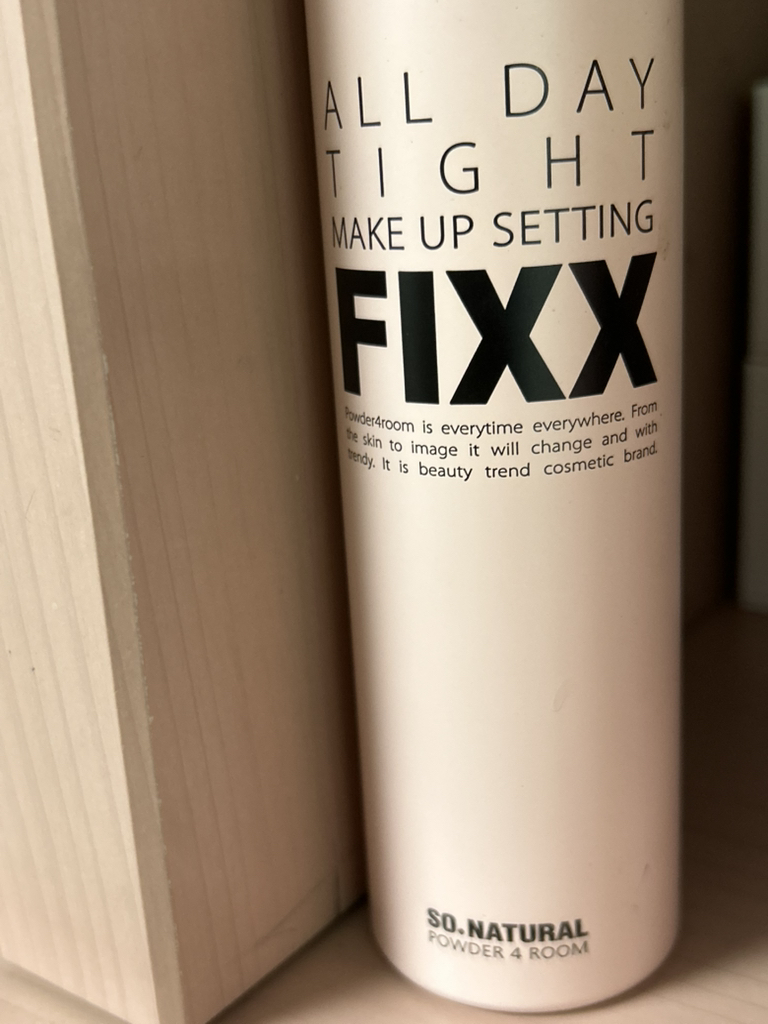 ALL DAY
TIGHT
MAKE UP SETTING
FIXX
Powder4room is everytime everywhere. From
the skin to image it will change and with
trendy. It is beauty trend cosmetic brand.
SO.NATURAL
POWDER 4 ROOM